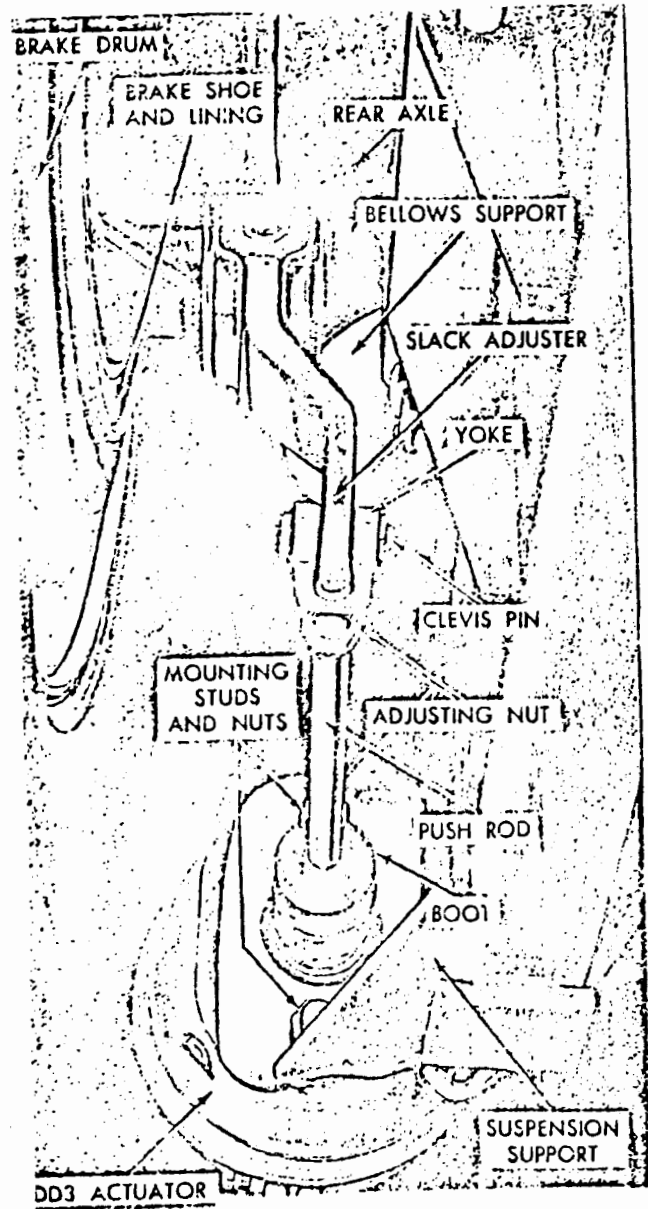 BRAKE DRUM
BRAKE SHOE
AND LINING
REAR AXLE
BELLOWS SUPPORT
SLACK ADJUSTER
YOKE
CLEVIS PIN
MOUNTING
STUDS
AND NUTS
ADJUSTING NUT
PUSH ROD
BOOT
SUSPENSION
SUPPORT
DD3 ACTUATOR